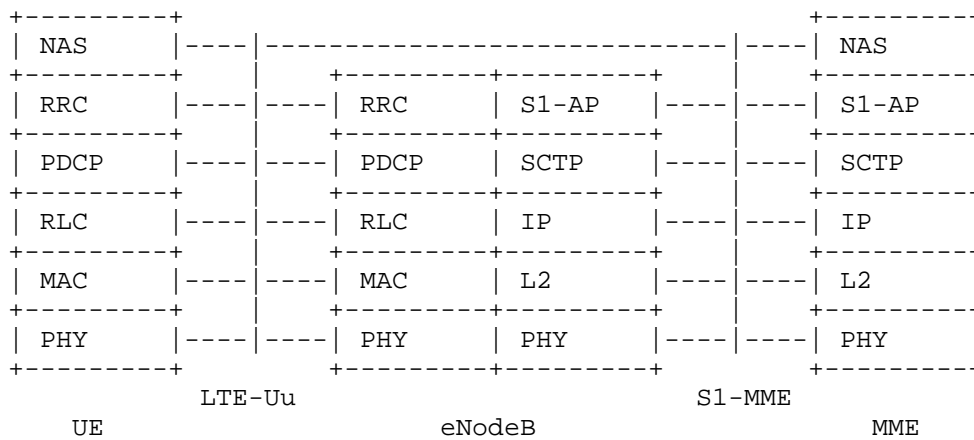 NAS NAS
RRC RRC S1-AP S1-AP
PDCP PDCP SCTP SCTP
RLC RLC IP IP
MAC MAC L2 L2
PHY PHY PHY PHY
LTE-Uu S1-MME
UE eNodeB MME